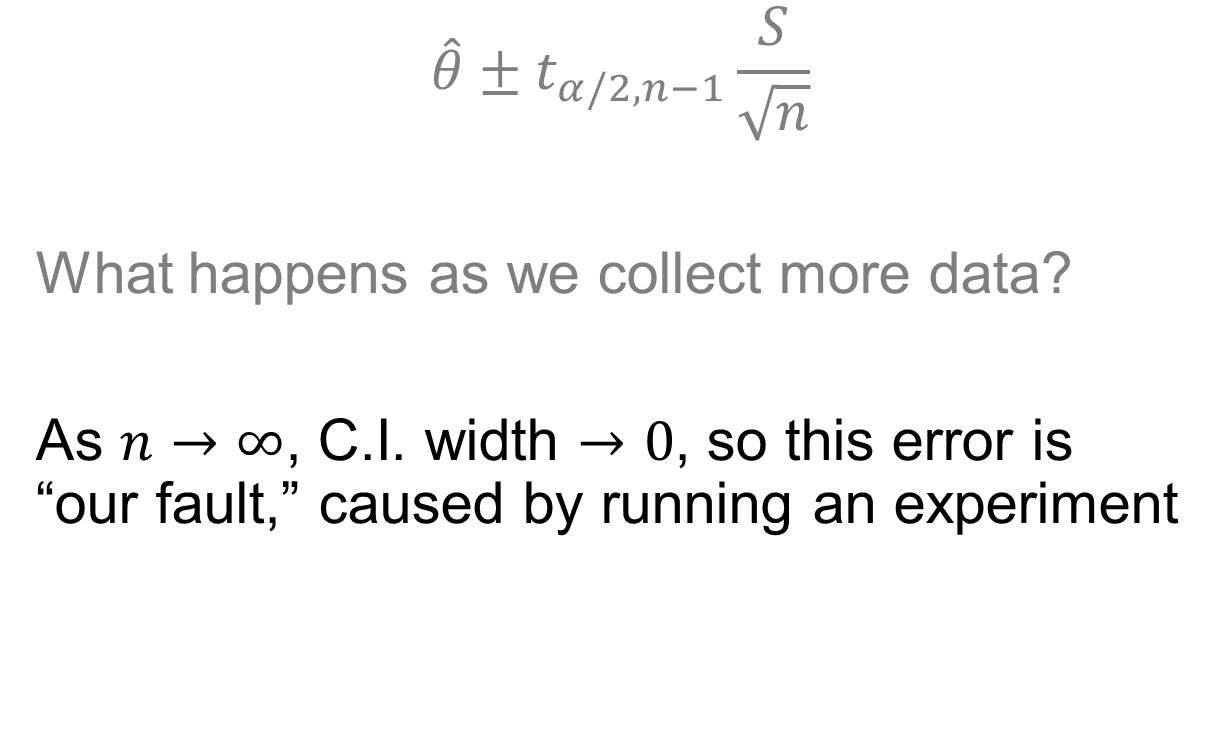 θ̂ ± t_{α/2,n−1} S/√n
What happens as we collect more data?
As n → ∞, C.I. width → 0, so this error is
“our fault,” caused by running an experiment